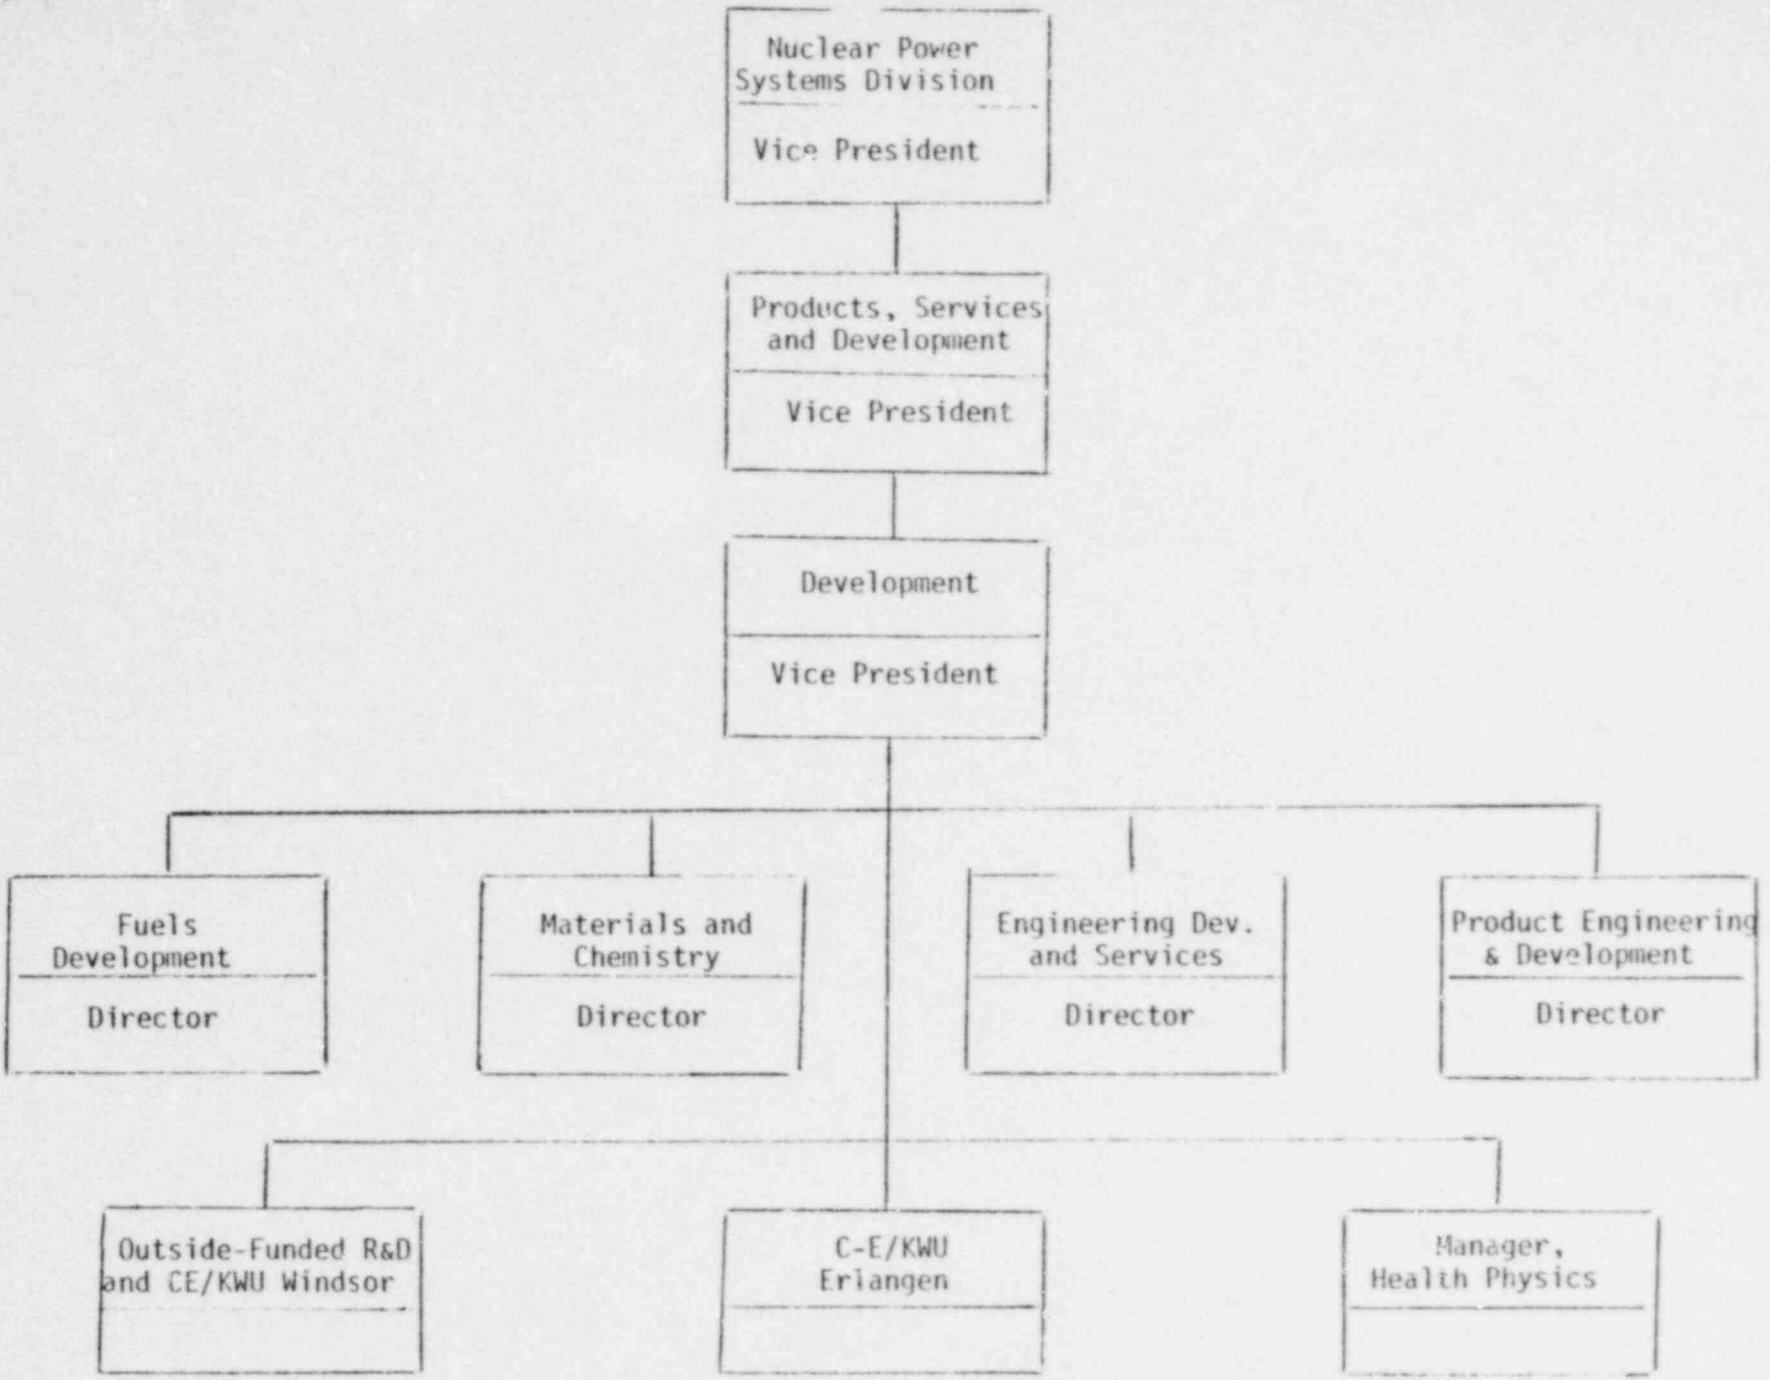 Nuclear Power
Systems Division
Vice President
Products, Services
and Development
Vice President
Development
Vice President
Fuels
Development
Director
Materials and
Chemistry
Director
Engineering Dev.
and Services
Director
Product Engineering
& Development
Director
Outside-Funded R&D
and CE/KWU Windsor
C-E/KWU
Erlangen
Manager,
Health Physics